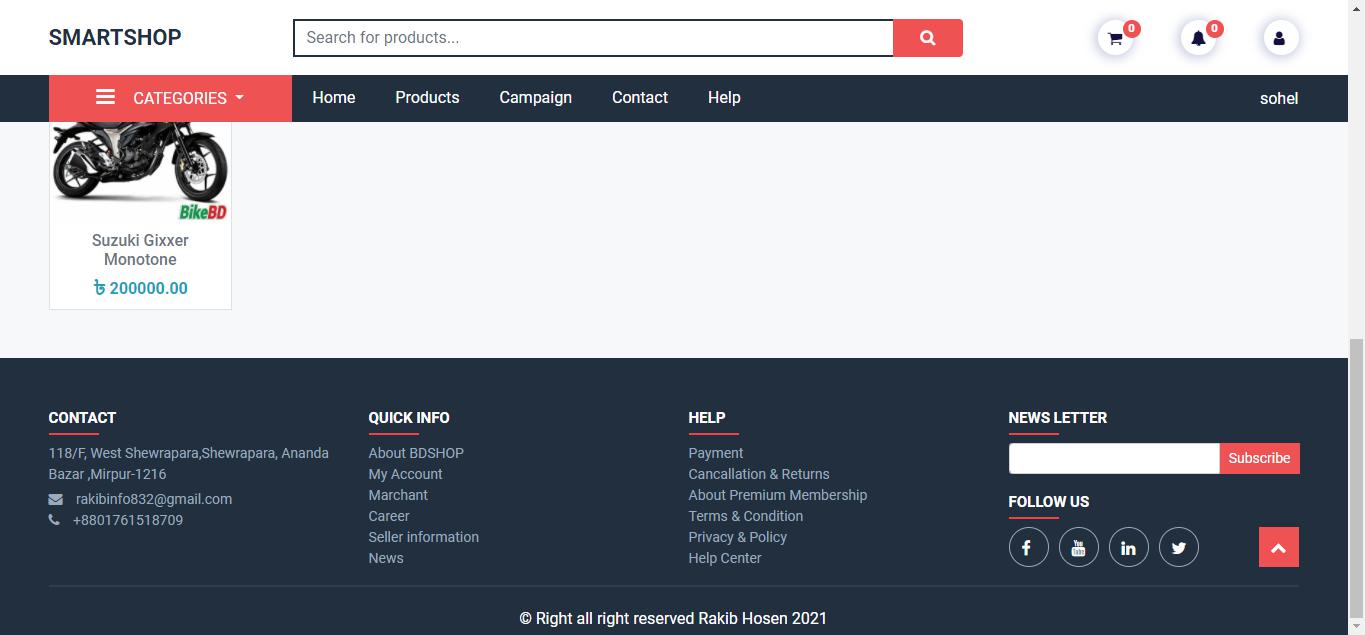 SMARTSHOP
Search for products...
0
0
CATEGORIES
Home
Products
Campaign
Contact
Help
sohel
BikeBD
Suzuki Gixxer
Monotone
৳ 200000.00
CONTACT
118/F, West Shewrapara,Shewrapara, Ananda
Bazar ,Mirpur-1216
rakibinfo832@gmail.com
+8801761518709
QUICK INFO
About BDSHOP
My Account
Marchant
Career
Seller information
News
HELP
Payment
Cancallation & Returns
About Premium Membership
Terms & Condition
Privacy & Policy
Help Center
NEWS LETTER
Subscribe
FOLLOW US
You
Tube
© Right all right reserved Rakib Hosen 2021